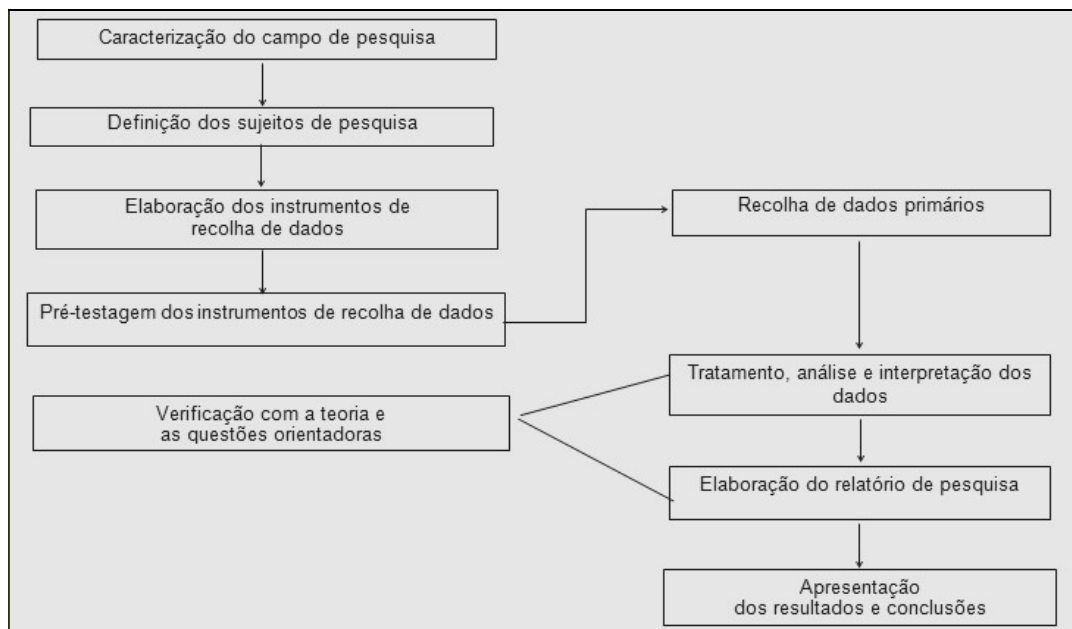 Caracterização do campo de pesquisa
Definição dos sujeitos de pesquisa
Elaboração dos instrumentos de
recolha de dados
Pré-testagem dos instrumentos de recolha de dados
Verificação com a teoria e
as questões orientadoras
Recolha de dados primários
Tratamento, análise e interpretação dos
dados
Elaboração do relatório de pesquisa
Apresentação
dos resultados e conclusões